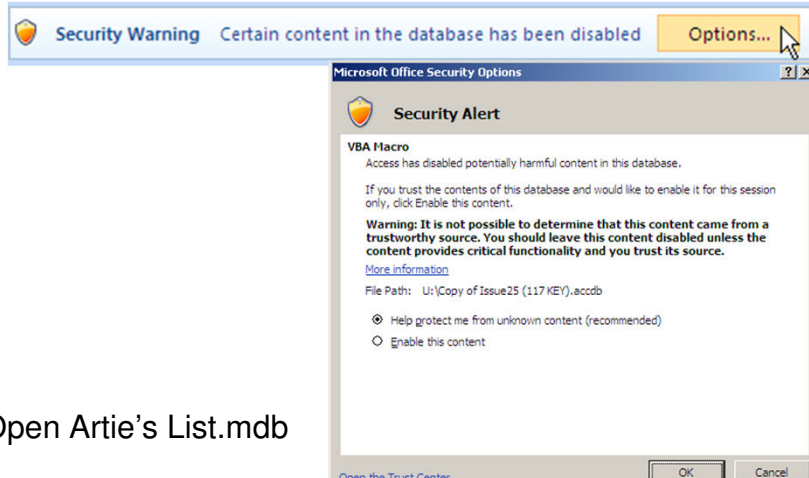 Security Warning Certain content in the database has been disabled Options...
Microsoft Office Security Options
Security Alert
VBA Macro
Access has disabled potentially harmful content in this database.
If you trust the contents of this database and would like to enable it for this session
only, click Enable this content.
Warning: It is not possible to determine that this content came from a
trustworthy source. You should leave this content disabled unless the
content provides critical functionality and you trust its source.
More information
File Path: U:\Copy of Issue25 (117 KEY).accdb
Help protect me from unknown content (recommended)
Enable this content
Open Artie's List.mdb
Open the Trust Center
OK Cancel